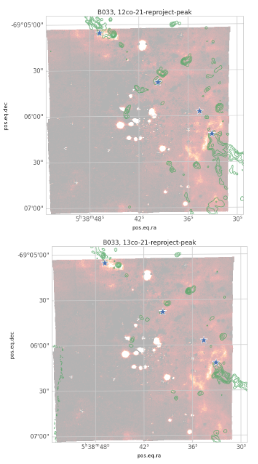 B033, 12co-21-reproject-peak
-69°05'00"
30"
06'00"
30"
07'00"
pos.eq.dec
5ʰ38ᵐ48ˢ 42ˢ 36ˢ 30ˢ
pos.eq.ra
B033, 13co-21-reproject-peak
-69°05'00"
30"
06'00"
30"
07'00"
pos.eq.dec
5ʰ38ᵐ48ˢ 42ˢ 36ˢ 30ˢ
pos.eq.ra